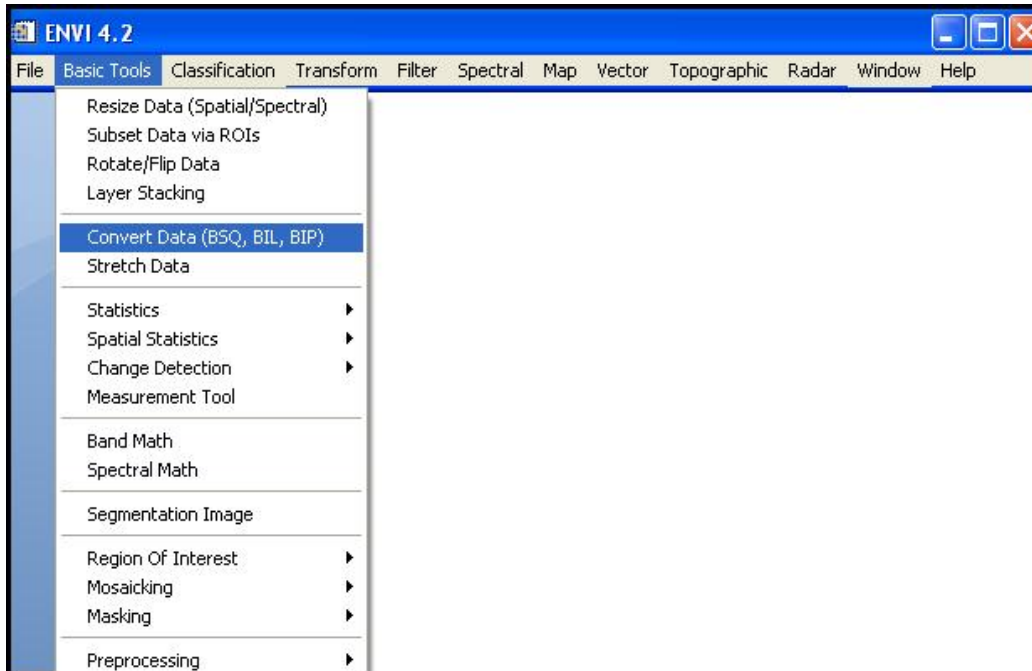 ENVI 4.2
File Basic Tools Classification Transform Filter Spectral Map Vector Topographic Radar Window Help
Resize Data (Spatial/Spectral)
Subset Data via ROIs
Rotate/Flip Data
Layer Stacking
Convert Data (BSQ, BIL, BIP)
Stretch Data
Statistics
Spatial Statistics
Change Detection
Measurement Tool
Band Math
Spectral Math
Segmentation Image
Region Of Interest
Mosaicking
Masking
Preprocessing